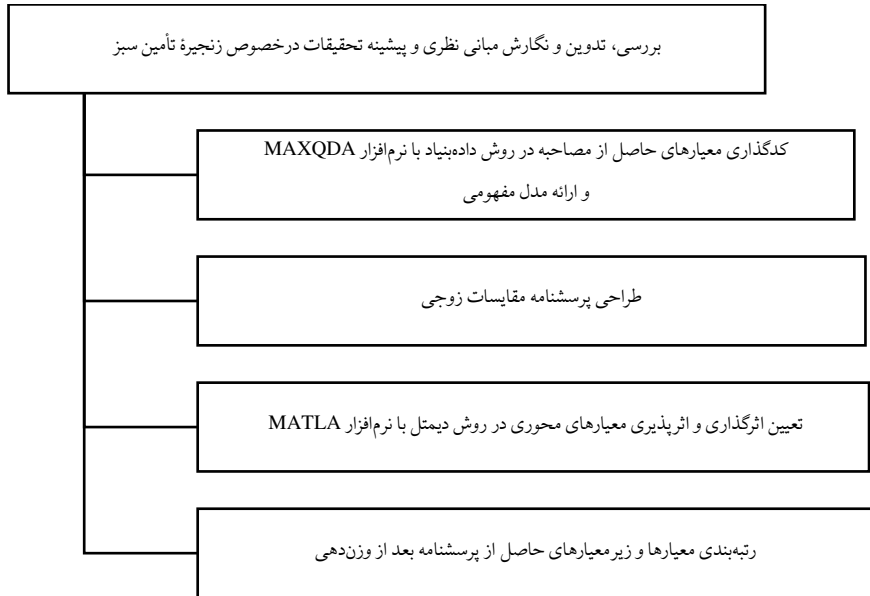 بررسی، تدوین و نگارش مبانی نظری و پیشینه تحقیقات درخصوص زنجیرهٔ تأمین سبز
کدگذاری معیارهای حاصل از مصاحبه در روش داده‌بنیاد با نرم‌افزار MAXQDA
و ارائه مدل مفهومی
طراحی پرسشنامه مقایسات زوجی
تعیین اثرگذاری و اثرپذیری معیارهای محوری در روش دیمتل با نرم‌افزار MATLA
رتبه‌بندی معیارها و زیرمعیارهای حاصل از پرسشنامه بعد از وزن‌دهی